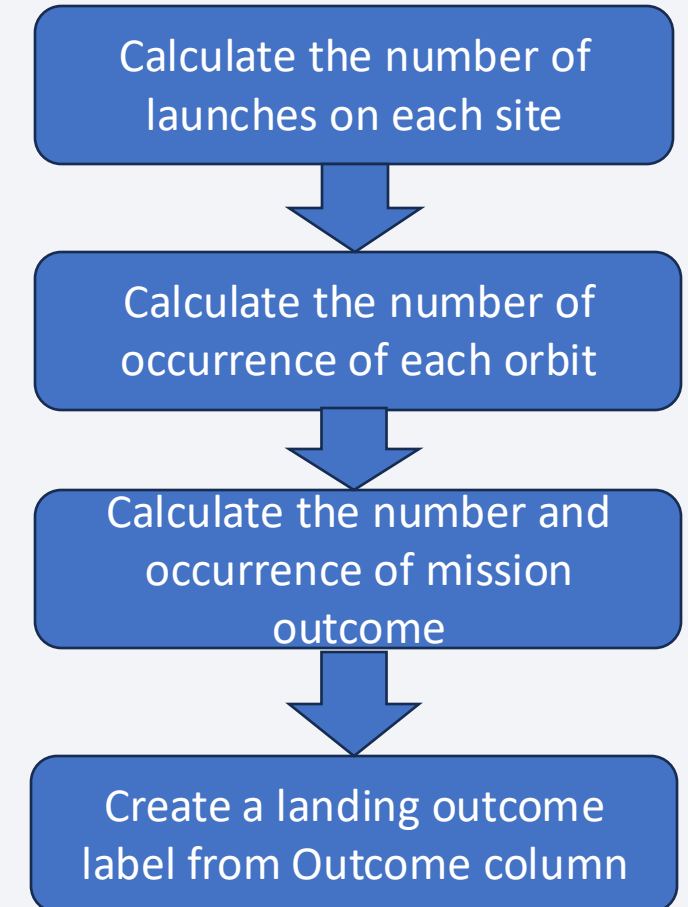 Calculate the number of
launches on each site
Calculate the number of
occurrence of each orbit
Calculate the number and
occurrence of mission
outcome
Create a landing outcome
label from Outcome column